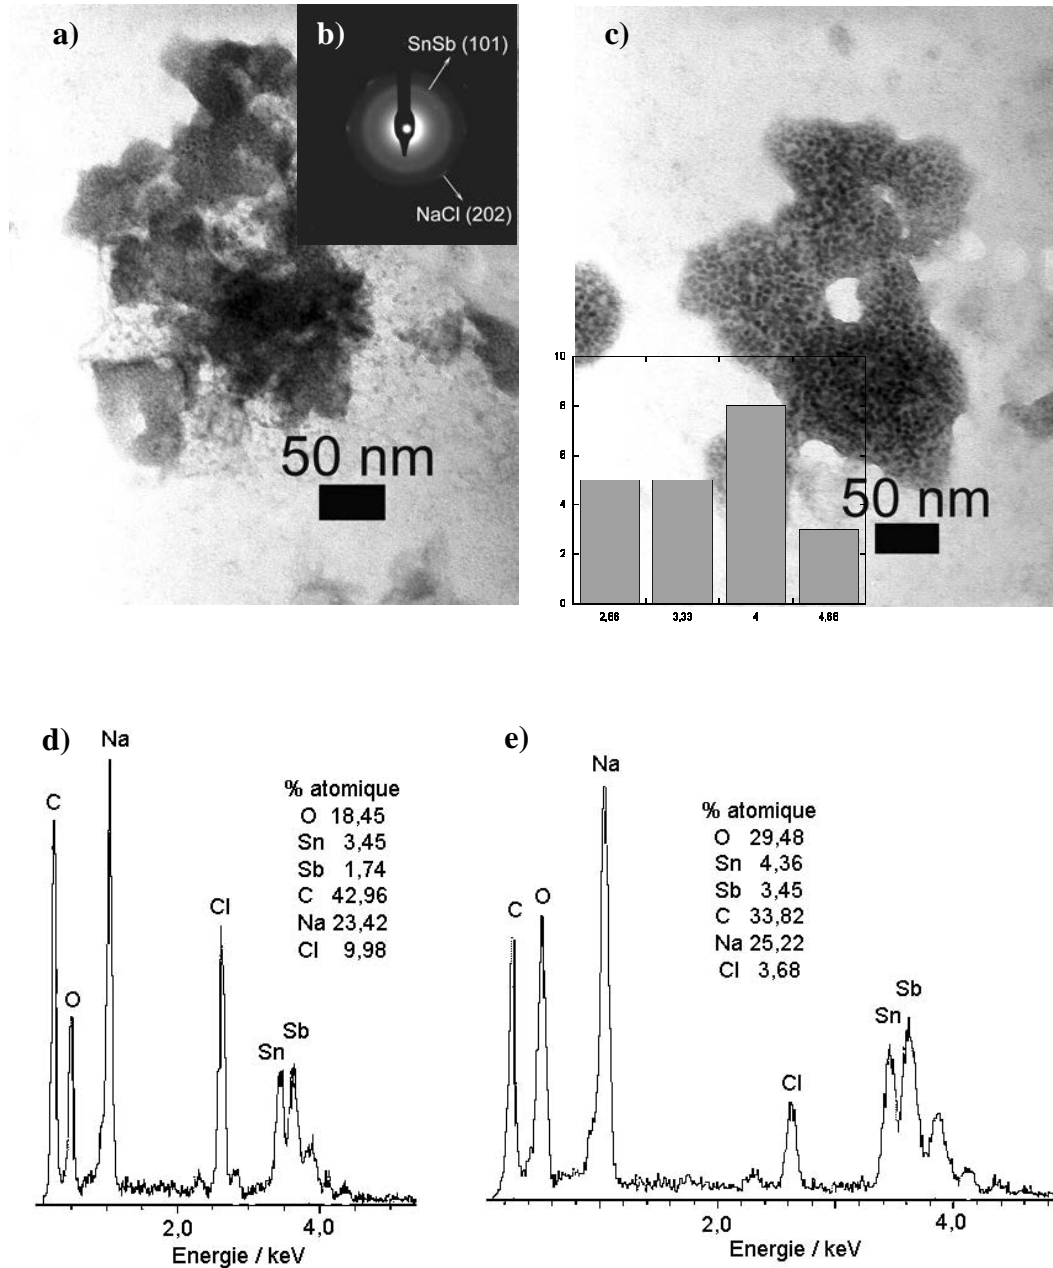 a)
b)
SnSb (101)
NaCl (202)
50 nm
c)
50 nm
10
8
6
4
2
0
2,66 3,33 4 4,66
d)
Na
C
O
Cl
Sn
Sb
% atomique
O 18,45
Sn 3,45
Sb 1,74
C 42,96
Na 23,42
Cl 9,98
2,0 4,0
Energie / keV
e)
Na
C
O
Cl
Sn
Sb
% atomique
O 29,48
Sn 4,36
Sb 3,45
C 33,82
Na 25,22
Cl 3,68
2,0 4,0
Energie / keV